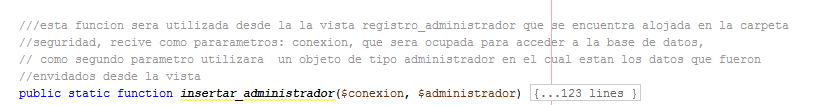 ///esta funcion sera utilizada desde la la vista registro_administrador que se encuentra alojada en la carpeta
//seguridad, recive como pararametros: conexion, que sera ocupada para acceder a la base de datos,
// como segundo parametro utilizara  un objeto de tipo administrador en el cual estan los datos que fueron
//envidados desde la vista
public static function insertar_administrador($conexion, $administrador) {...123 lines }